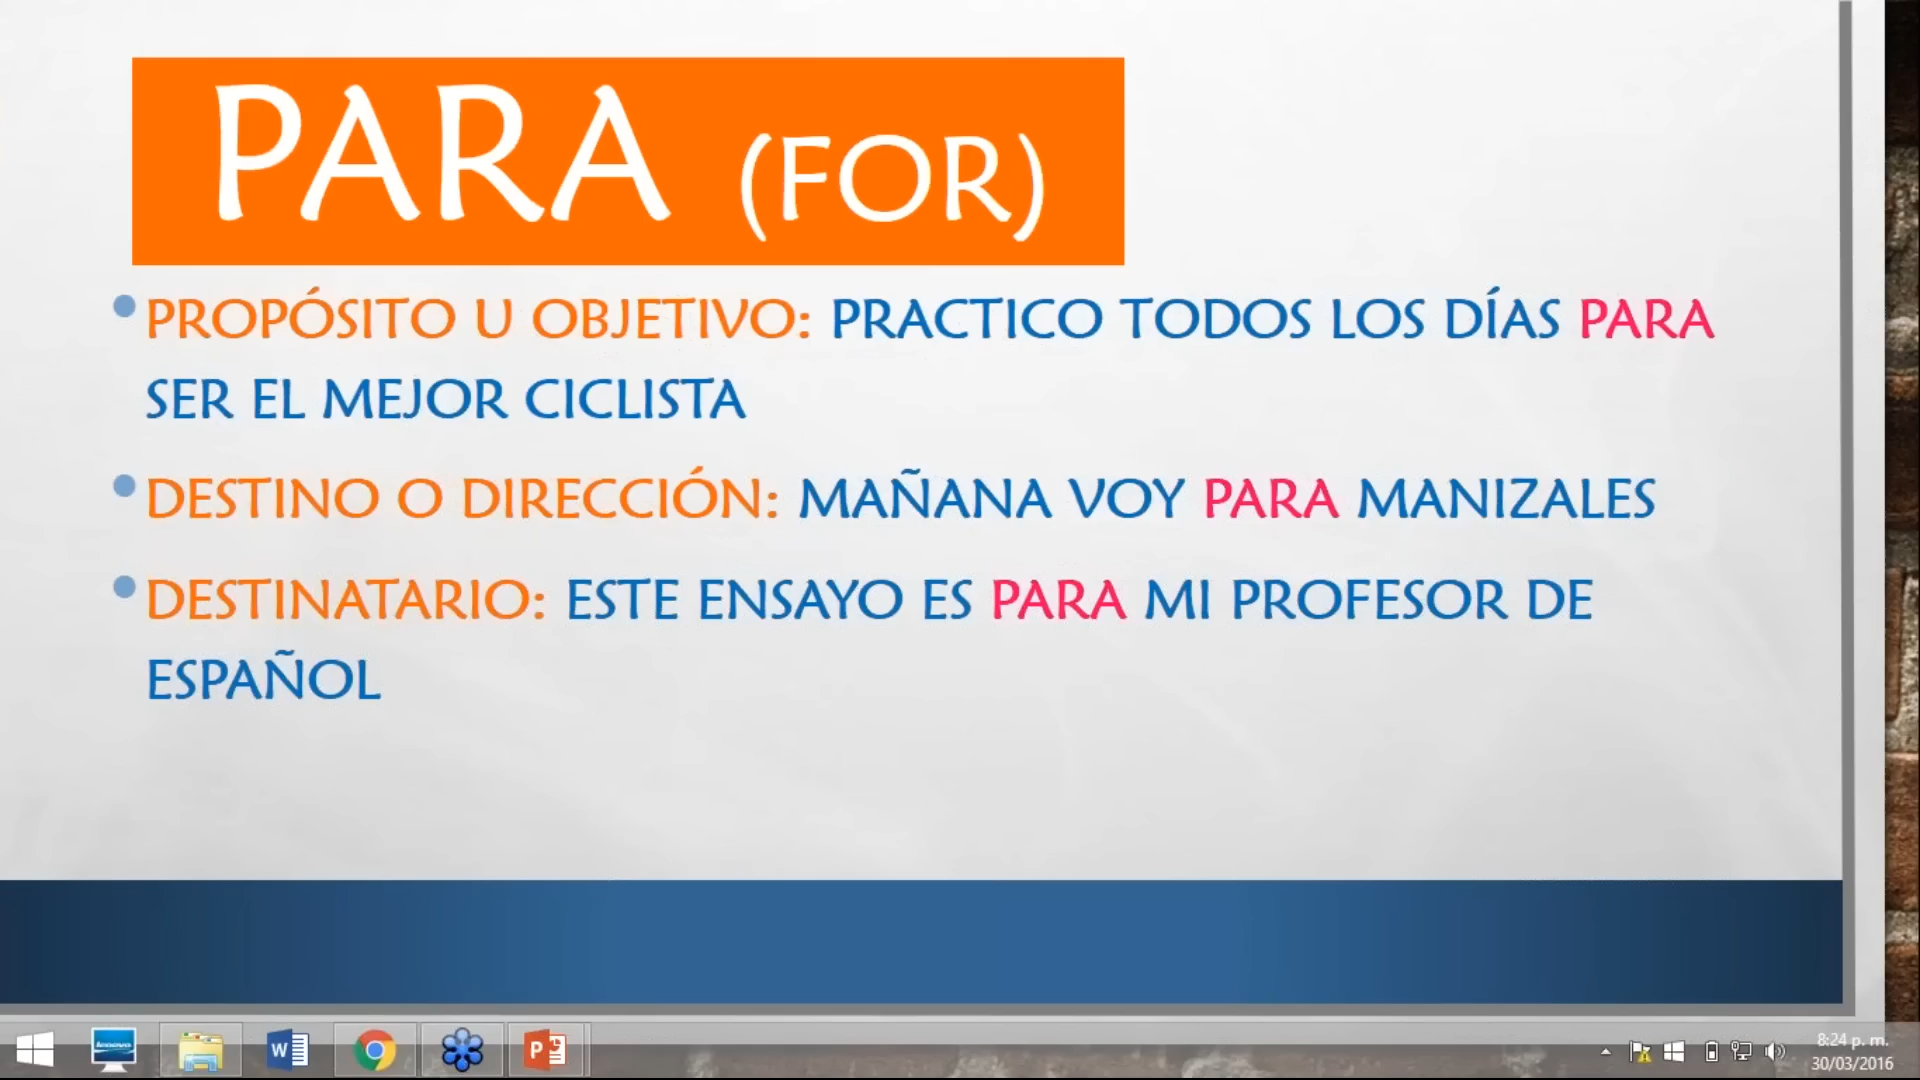 PARA (FOR)
PROPÓSITO U OBJETIVO: PRACTICO TODOS LOS DÍAS PARA
SER EL MEJOR CICLISTA
DESTINO O DIRECCIÓN: MAÑANA VOY PARA MANIZALES
DESTINATARIO: ESTE ENSAYO ES PARA MI PROFESOR DE
ESPAÑOL
lenovo
8:24 p. m.
30/03/2016